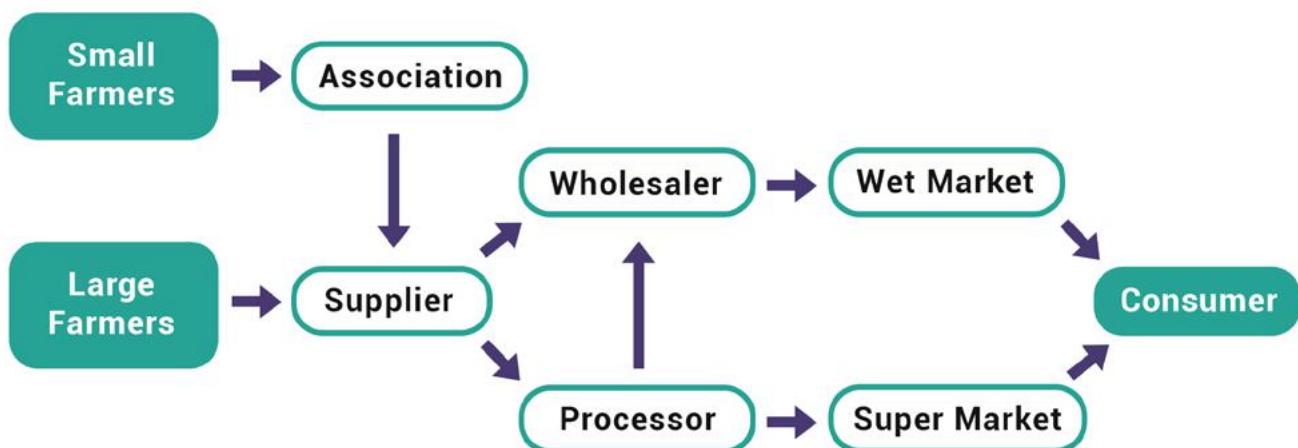 Small
Farmers
Association
Wholesaler
Wet Market
Large
Farmers
Supplier
Consumer
Processor
Super Market